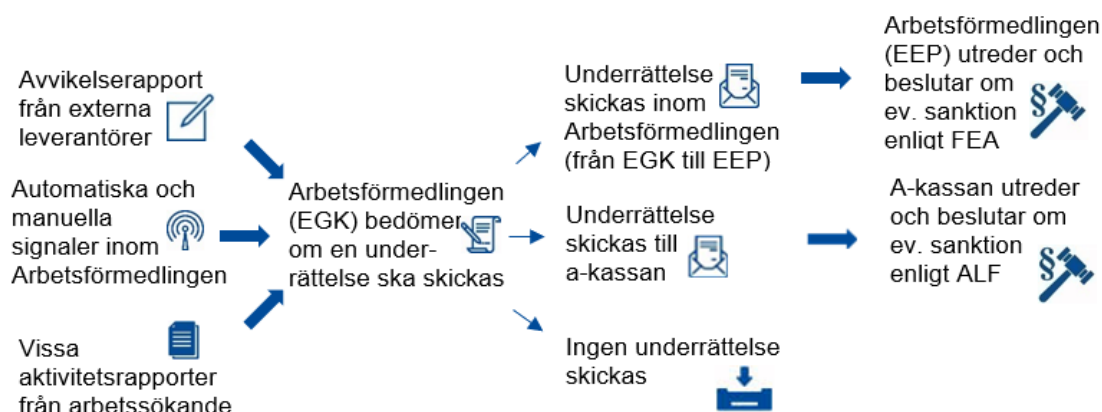 Avvikelserapport
från externa
leverantörer
Automatiska och
manuella
signaler inom
Arbetsförmedlingen
Vissa
aktivitetsrapporter
från arbetssökande
Arbetsförmedlingen
(EGK) bedömer
om en under-
rättelse ska skickas
Underrättelse
skickas inom
Arbetsförmedlingen
(från EGK till EEP)
Underrättelse
skickas till
a-kassan
Ingen underrättelse
skickas
Arbetsförmedlingen
(EEP) utreder och
beslutar om
ev. sanktion
enligt FEA
§
A-kassan utreder
och beslutar om
ev. sanktion
enligt ALF
§